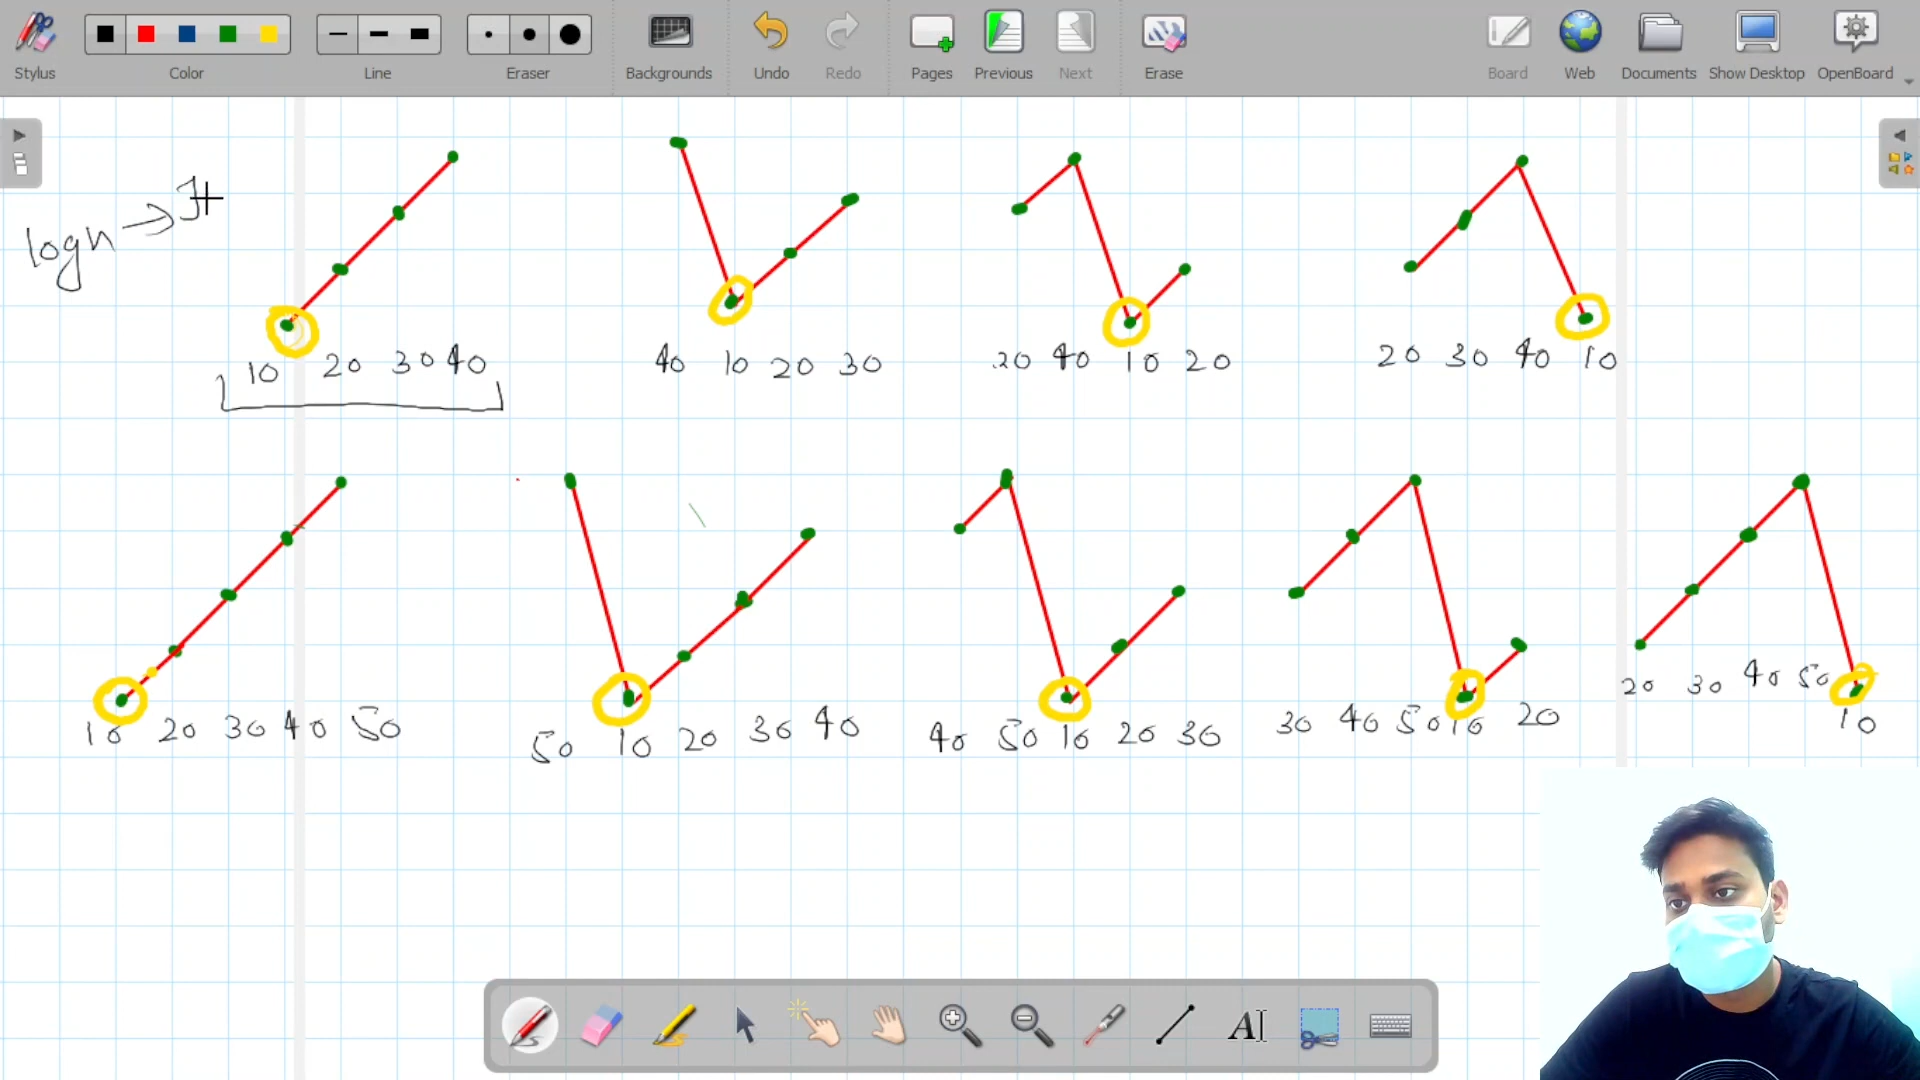 Stylus Color Line Eraser Backgrounds Undo Redo Pages Previous Next Erase Board Web Documents Show Desktop OpenBoard
logn →
10 20 30 40
40 10 20 30
20 40 10 20
20 30 40 10
10 20 30 40 50
50 10 20 30 40
40 50 10 20 30
30 40 50 10 20
20 30 40 50 10